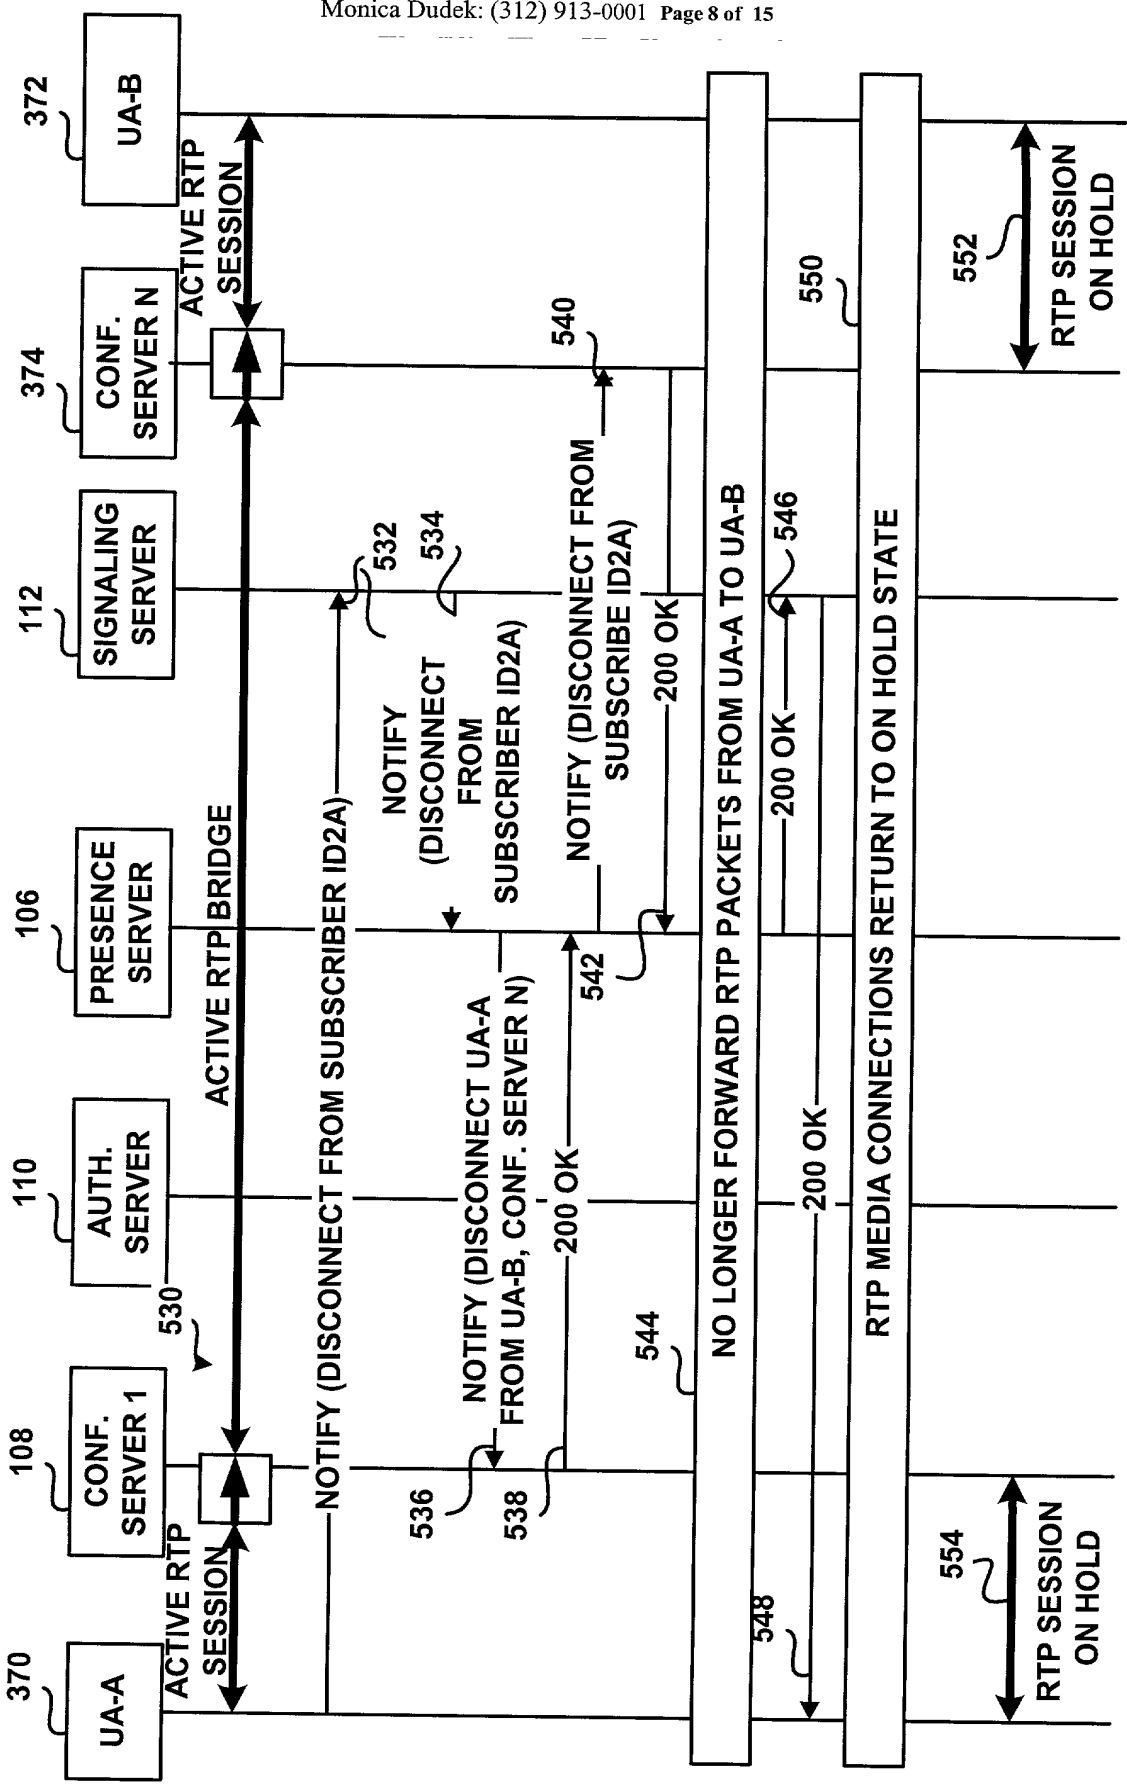 Monica Dudek: (312) 913-0001 Page 8 of 15
370
UA-A
108
CONF.
SERVER 1
110
AUTH.
SERVER
106
PRESENCE
SERVER
112
SIGNALING
SERVER
374
CONF.
SERVER N
372
UA-B
530
ACTIVE RTP
SESSION
ACTIVE RTP BRIDGE
ACTIVE RTP
SESSION
NOTIFY (DISCONNECT FROM SUBSCRIBER ID2A)
532
NOTIFY
(DISCONNECT
FROM
SUBSCRIBER ID2A)
534
536
NOTIFY (DISCONNECT UA-A
FROM UA-B, CONF. SERVER N)
538
200 OK
NOTIFY (DISCONNECT FROM
SUBSCRIBE ID2A)
540
542
200 OK
544
NO LONGER FORWARD RTP PACKETS FROM UA-A TO UA-B
200 OK
546
548
200 OK
550
RTP MEDIA CONNECTIONS RETURN TO ON HOLD STATE
554
RTP SESSION
ON HOLD
552
RTP SESSION
ON HOLD